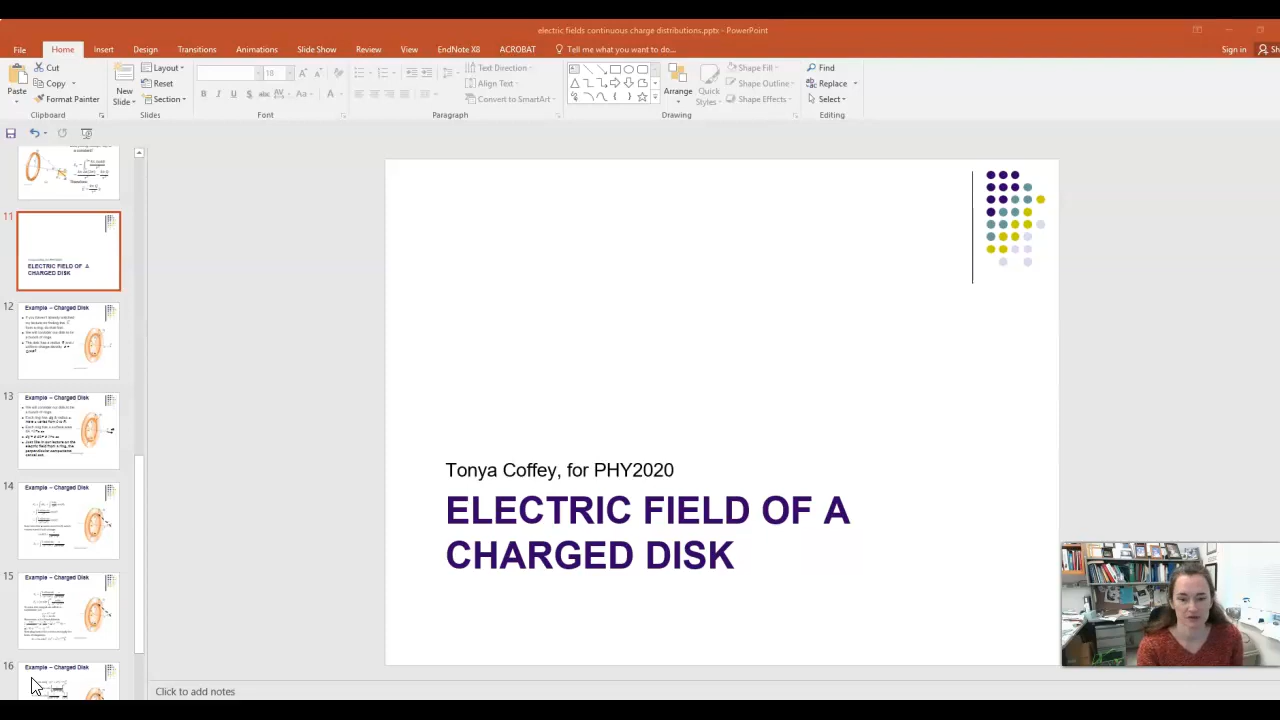 electric fields continuous charge distributions.pptx - PowerPoint
File Home Insert Design Transitions Animations Slide Show Review View EndNote X8 ACROBAT Tell me what you want to do... Sign in Sh
Paste
Cut
Copy
Format Painter
Clipboard
New
Slide
Layout
Reset
Section
Slides
18
B I U S abc AV Aa A
Font
Text Direction
Align Text
Convert to SmartArt
Paragraph
Arrange
Quick
Styles
Shape Fill
Shape Outline
Shape Effects
Drawing
Find
Replace
Select
Editing
11
ELECTRIC FIELD OF A
CHARGED DISK
12
Example – Charged Disk
13
Example – Charged Disk
14
Example – Charged Disk
15
Example – Charged Disk
16
Example – Charged Disk
Tonya Coffey, for PHY2020
ELECTRIC FIELD OF A
CHARGED DISK
Click to add notes